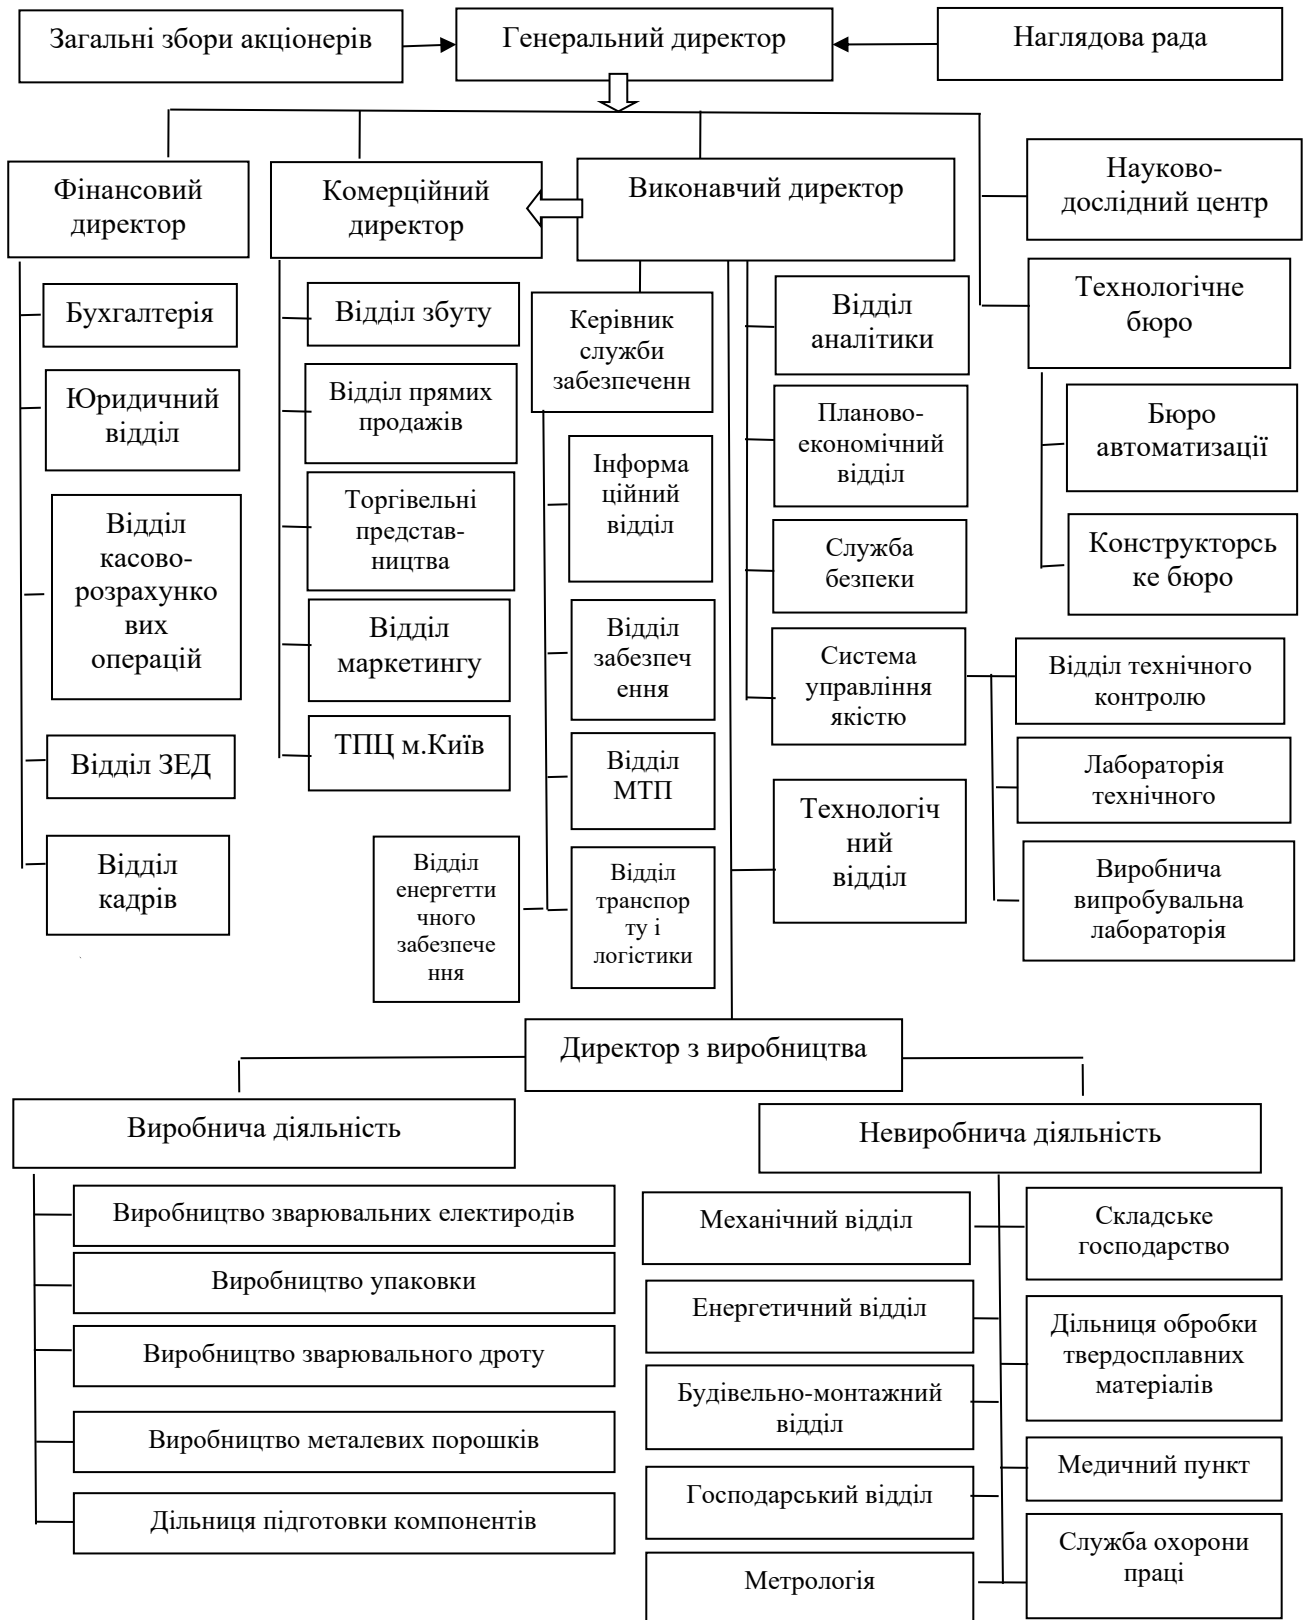 Загальні збори акціонерів
Генеральний директор
Наглядова рада
Фінансовий
директор
Комерційний
директор
Виконавчий директор
Науково-
дослідний центр
Технологічне
бюро
Бюро
автоматизації
Конструкторсь
ке бюро
Бухгалтерія
Юридичний
відділ
Відділ
касово-
розрахунко
вих
операцій
Відділ ЗЕД
Відділ
кадрів
Відділ збуту
Відділ прямих
продажів
Торгівельні
представ-
ництва
Відділ
маркетингу
ТПЦ м.Київ
Керівник
служби
забезпеченн
Інформа
ційний
відділ
Відділ
забезпеч
ення
Відділ
МТП
Відділ
транспор
ту і
логістики
Відділ
енергетти
чного
забезпече
ння
Відділ
аналітики
Планово-
економічний
відділ
Служба
безпеки
Система
управління
якістю
Технологіч
ний
відділ
Відділ технічного
контролю
Лабораторія
технічного
Виробнича
випробувальна
лабораторія
Директор з виробництва
Виробнича діяльність
Виробництво зварювальних електиродів
Виробництво упаковки
Виробництво зварювального дроту
Виробництво металевих порошків
Дільниця підготовки компонентів
Невиробнича діяльність
Механічний відділ
Енергетичний відділ
Будівельно-монтажний
відділ
Господарський відділ
Метрологія
Складське
господарство
Дільниця обробки
твердосплавних
матеріалів
Медичний пункт
Служба охорони
праці